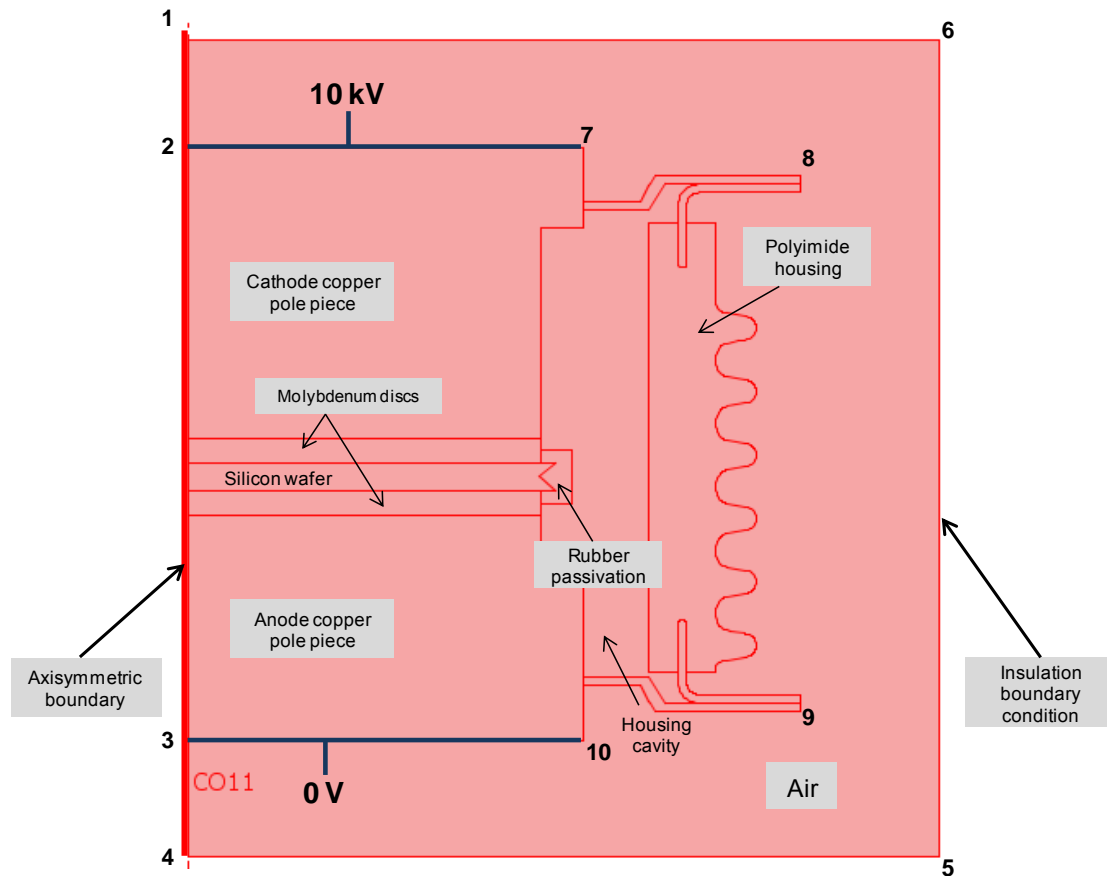 1
6
10 kV
2
7
8
Polyimide
housing
Cathode copper
pole piece
Molybdenum discs
Silicon wafer
Rubber
passivation
Anode copper
pole piece
Axisymmetric
boundary
Insulation
boundary
condition
Housing
cavity
9
3
10
CO11
0 V
Air
4
5